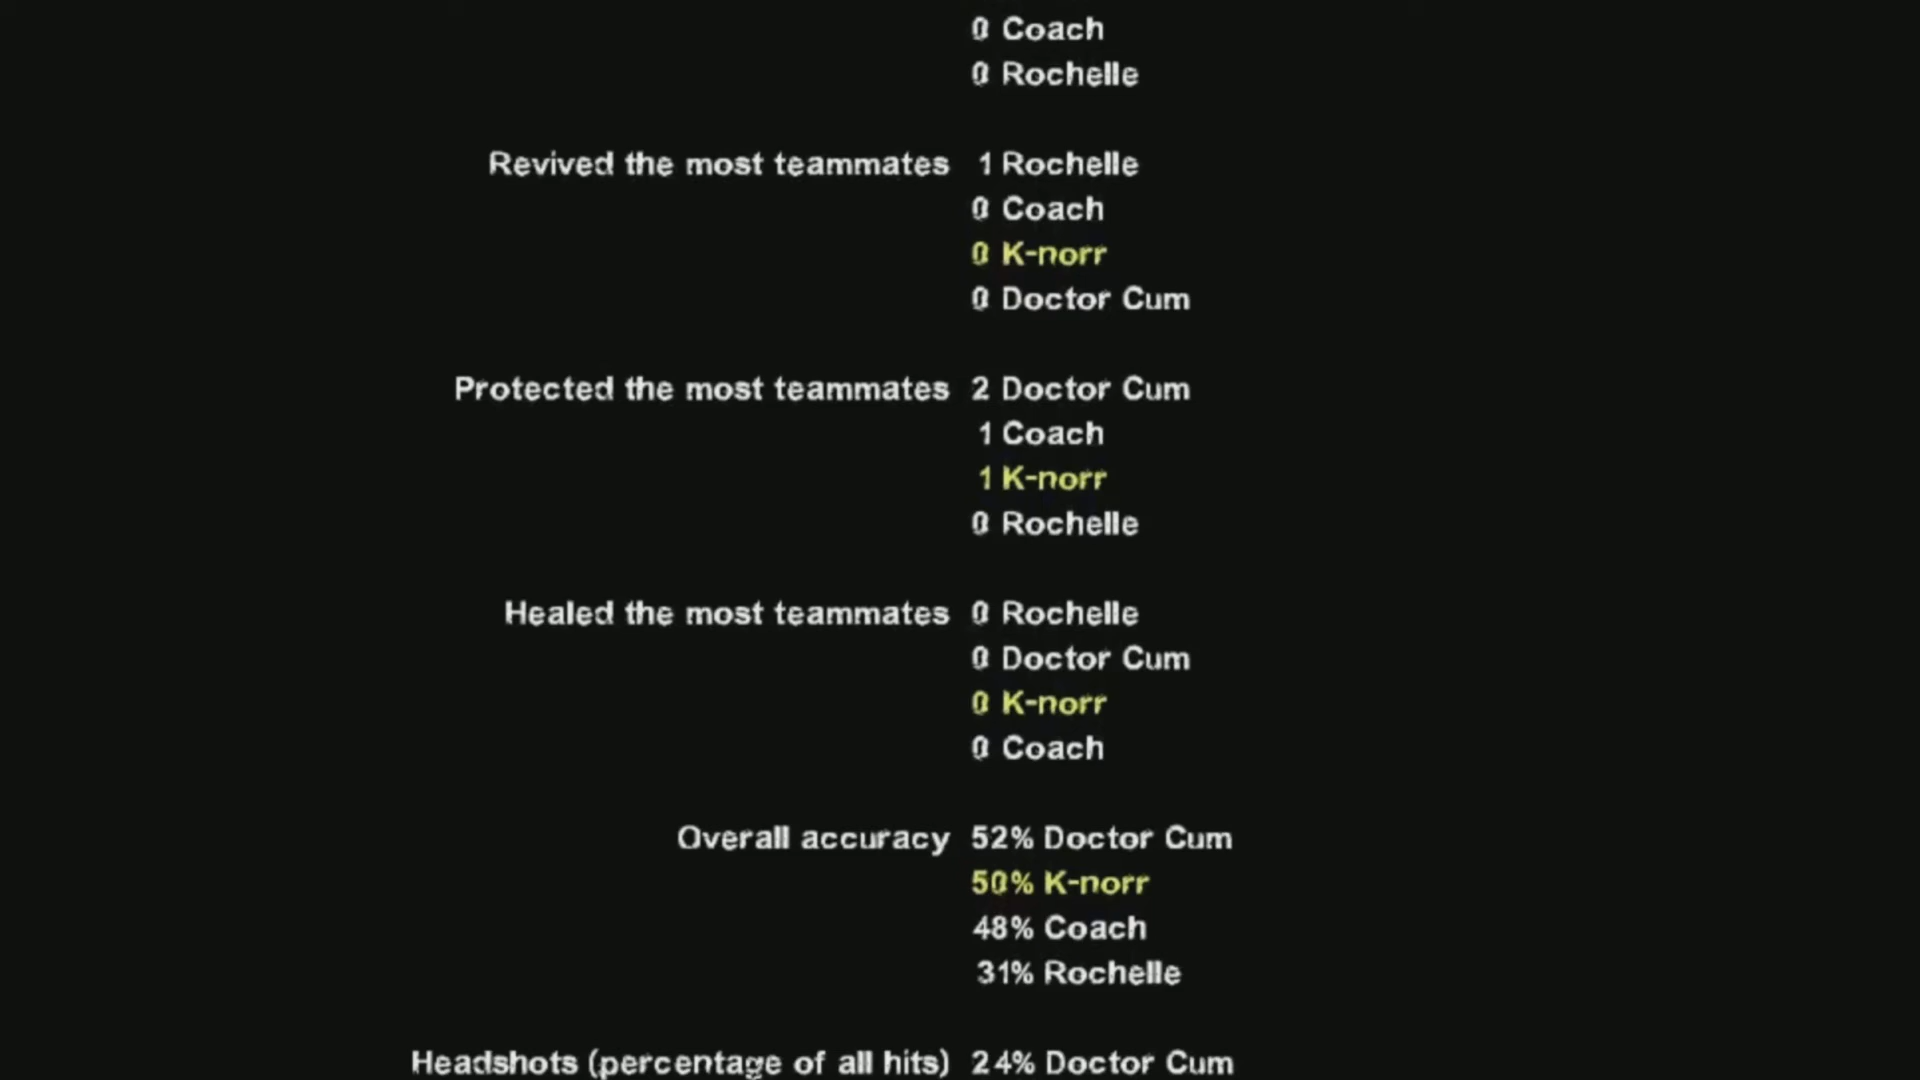 0 Coach
0 Rochelle
Revived the most teammates 1 Rochelle
0 Coach
0 K-norr
0 Doctor Cum
Protected the most teammates 2 Doctor Cum
1 Coach
1 K-norr
0 Rochelle
Healed the most teammates 0 Rochelle
0 Doctor Cum
0 K-norr
0 Coach
Overall accuracy 52% Doctor Cum
50% K-norr
48% Coach
31% Rochelle
Headshots (percentage of all hits) 24% Doctor Cum